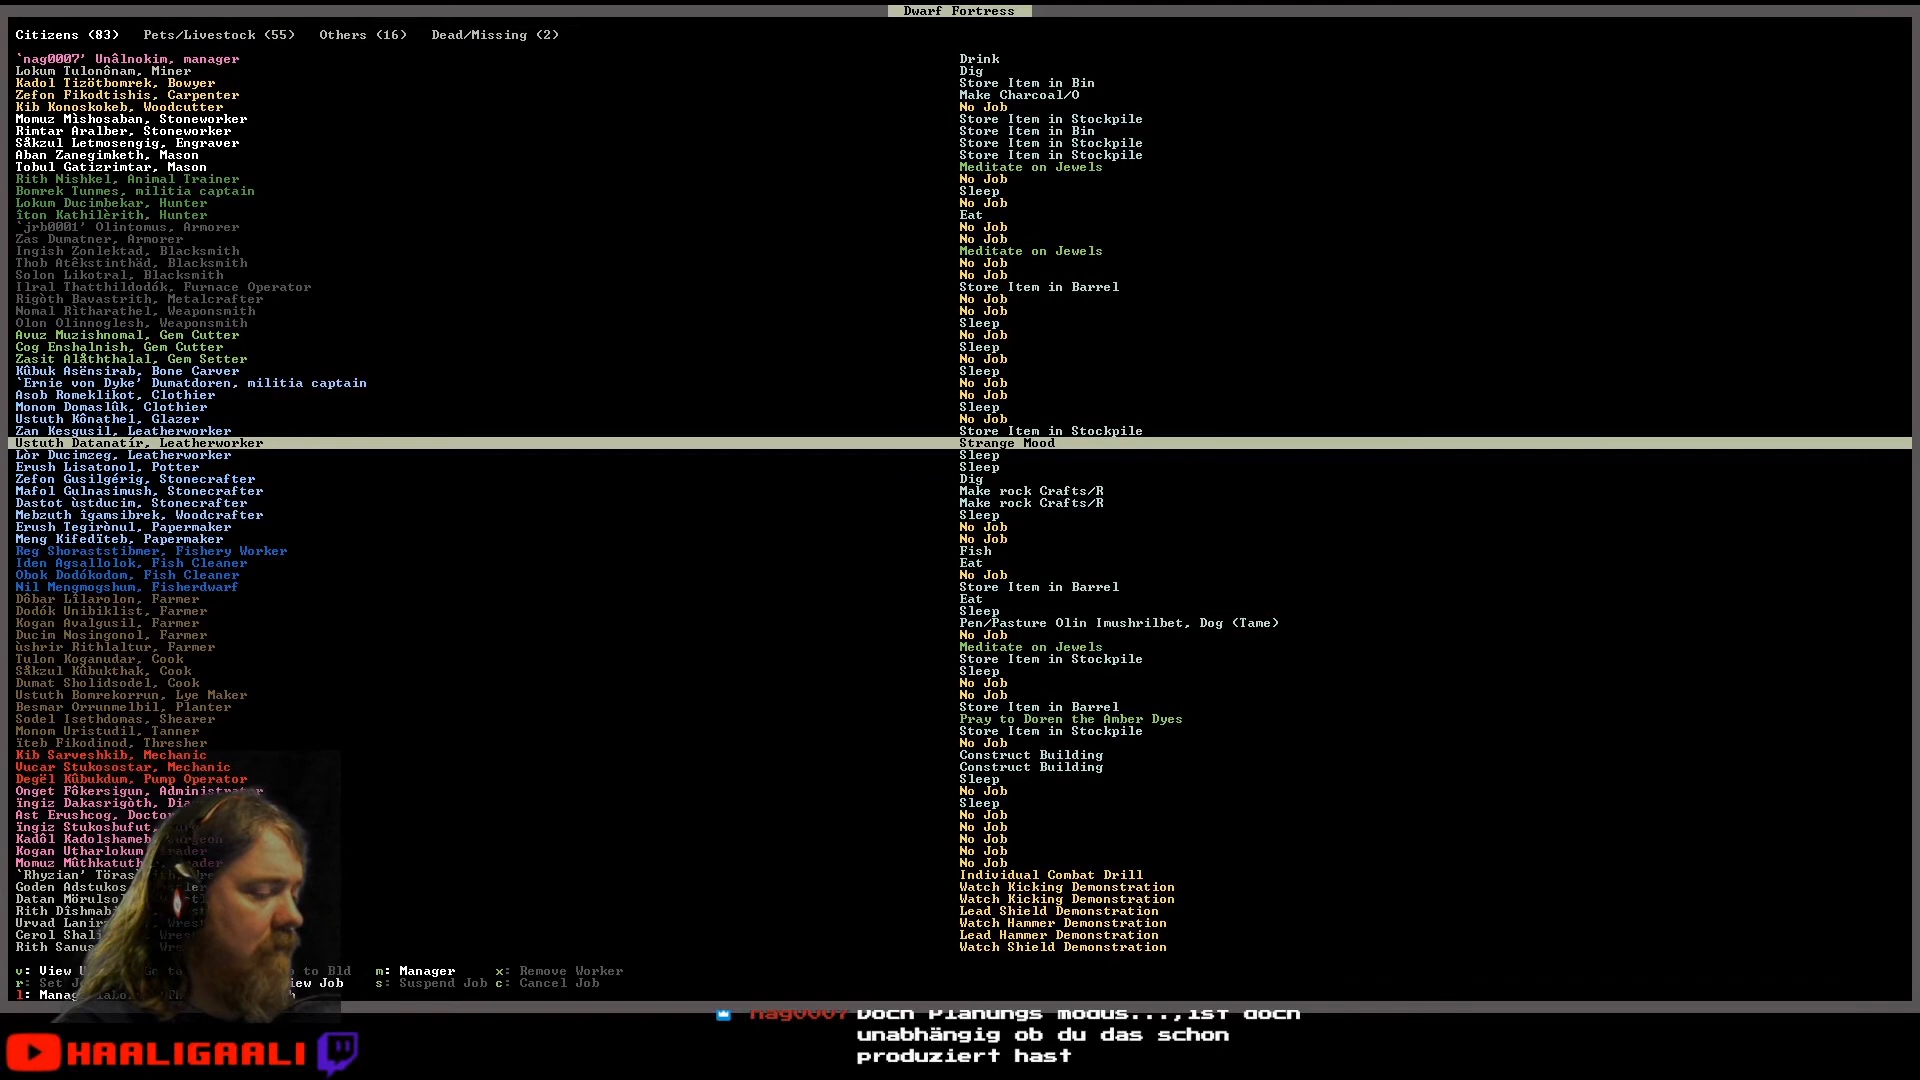 Dwarf Fortress
Citizens (83) Pets/Livestock (55) Others (16) Dead/Missing (2)
`nag0007' Unâlnokim, manager Drink
Lokum Tulonônam, Miner Dig
Kadol Tizötbomrek, Bowyer Store Item in Bin
Zefon Fikodtishis, Carpenter Make Charcoal/O
Kib Konoskokeb, Woodcutter No Job
Momuz Mìshosaban, Stoneworker Store Item in Stockpile
Rimtar Aralber, Stoneworker Store Item in Bin
Såkzul Letmosengig, Engraver Store Item in Stockpile
Aban Zanegimketh, Mason Store Item in Stockpile
Tobul Gatizrimtar, Mason Meditate on Jewels
Rith Nishkel, Animal Trainer No Job
Bomrek Tunmes, militia captain Sleep
Lokum Ducimbekar, Hunter No Job
îton Kathilèrith, Hunter Eat
`jrb0001' Olintomus, Armorer No Job
Zas Dumatner, Armorer No Job
Ingish Zonlektad, Blacksmith Meditate on Jewels
Thob Atêkstinthäd, Blacksmith No Job
Solon Likotral, Blacksmith No Job
Ilral Thatthildodók, Furnace Operator Store Item in Barrel
Rigòth Bavastrith, Metalcrafter No Job
Nomal Rìtharathel, Weaponsmith No Job
Olon Olinnoglesh, Weaponsmith Sleep
Avuz Muzishnomal, Gem Cutter No Job
Cog Enshalnish, Gem Cutter Sleep
Zasit Alåththalal, Gem Setter No Job
Kûbuk Asënsirab, Bone Carver Sleep
`Ernie von Dyke' Dumatdoren, militia captain No Job
Asob Romeklikot, Clothier No Job
Monom Domaslûk, Clothier Sleep
Ustuth Kônathel, Glazer No Job
Zan Kesgusil, Leatherworker Store Item in Stockpile
Ustuth Datanatír, Leatherworker Strange Mood
Lòr Ducimzeg, Leatherworker Sleep
Erush Lisatonol, Potter Sleep
Zefon Gusilgérig, Stonecrafter Dig
Mafol Gulnasimush, Stonecrafter Make rock Crafts/R
Dastot ùstducim, Stonecrafter Make rock Crafts/R
Mebzuth îgamsibrek, Woodcrafter Sleep
Erush Tegirònul, Papermaker No Job
Meng Kifedïteb, Papermaker No Job
Reg Shoraststibmer, Fishery Worker Fish
Iden Agsallolok, Fish Cleaner Eat
Obok Dodókodom, Fish Cleaner No Job
Nil Mengmogshum, Fisherdwarf Store Item in Barrel
Dôbar Lîlarolon, Farmer Eat
Dodók Unibiklist, Farmer Sleep
Kogan Avalgusil, Farmer Pen/Pasture Olin Imushrilbet, Dog (Tame)
Ducim Nosingonol, Farmer No Job
ùshrir Rithlaltur, Farmer Meditate on Jewels
Tulon Koganudar, Cook Store Item in Stockpile
Såkzul Kûbukthak, Cook Sleep
Dumat Sholidsodel, Cook No Job
Ustuth Bomrekorrun, Lye Maker No Job
Besmar Orrunmelbil, Planter Store Item in Barrel
Sodel Isethdomas, Shearer Pray to Doren the Amber Dyes
Monom Uristudil, Tanner Store Item in Stockpile
ïteb Fikodinod, Thresher No Job
Kib Sarveshkib, Mechanic Construct Building
Vucar Stukosostar, Mechanic Construct Building
Degël Kûbukdum, Pump Operator Sleep
Onget Fôkersigun, Administrator No Job
ïngiz Dakasrigòth, Sleep
Ast Erushcog, Doctor No Job
ïngiz Stukosbufut, No Job
Kadôl Kadolshameb, Surgeon No Job
Kogan Utharlokum, Trader No Job
Momuz Mûthkatuth, Trader No Job
`Rhyzian' Individual Combat Drill
Goden Adstukos Watch Kicking Demonstration
Datan Watch Kicking Demonstration
Rith Lead Shield Demonstration
Urvad Watch Hammer Demonstration
Cerol Lead Hammer Demonstration
Rith Watch Shield Demonstration
v: View to Bld m: Manager x: Remove Worker
r: Set View Job s: Suspend Job c: Cancel Job
l:
nag0007 Doch Planungs modus...,ist doch
unabhängig ob du das schon
produziert hast
HAALIGAALI